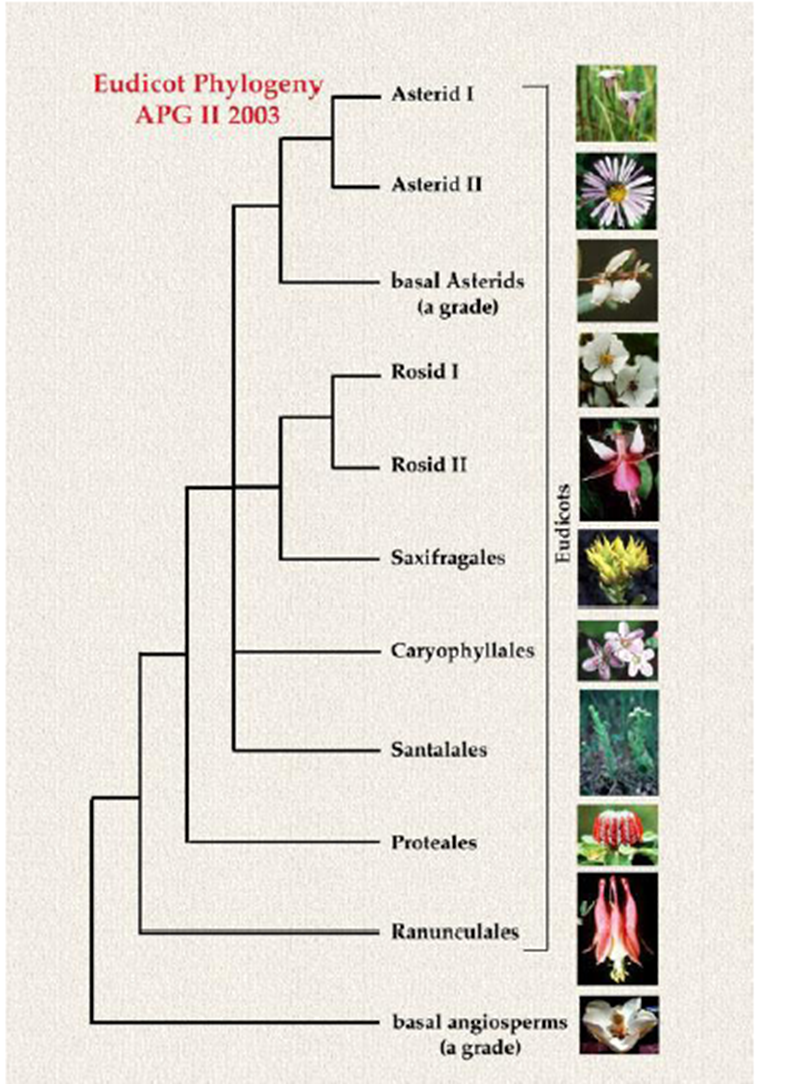 Eudicot Phylogeny
APG II 2003
Asterid I
Asterid II
basal Asterids
(a grade)
Rosid I
Rosid II
Saxifragales
Caryophyllales
Santalales
Proteales
Ranunculales
basal angiosperms
(a grade)
Eudicots